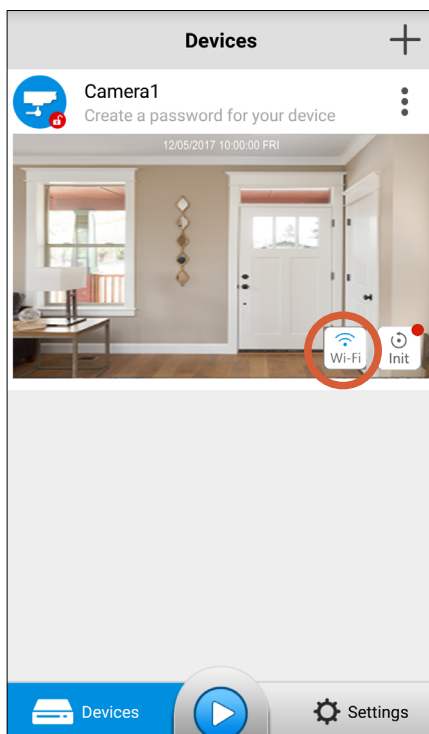 Devices
Camera1
Create a password for your device
12/05/2017 10:00:00 FRI
Wi-Fi
Init
Devices
Settings